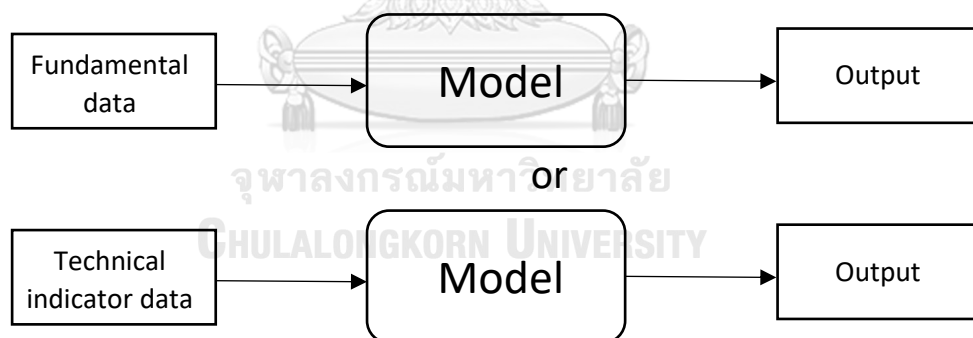 Fundamental
data
Model
Output
or
จุฬาลงกรณ์มหาวิทยาลัย
CHULALONGKORN UNIVERSITY
Technical
indicator data
Model
Output